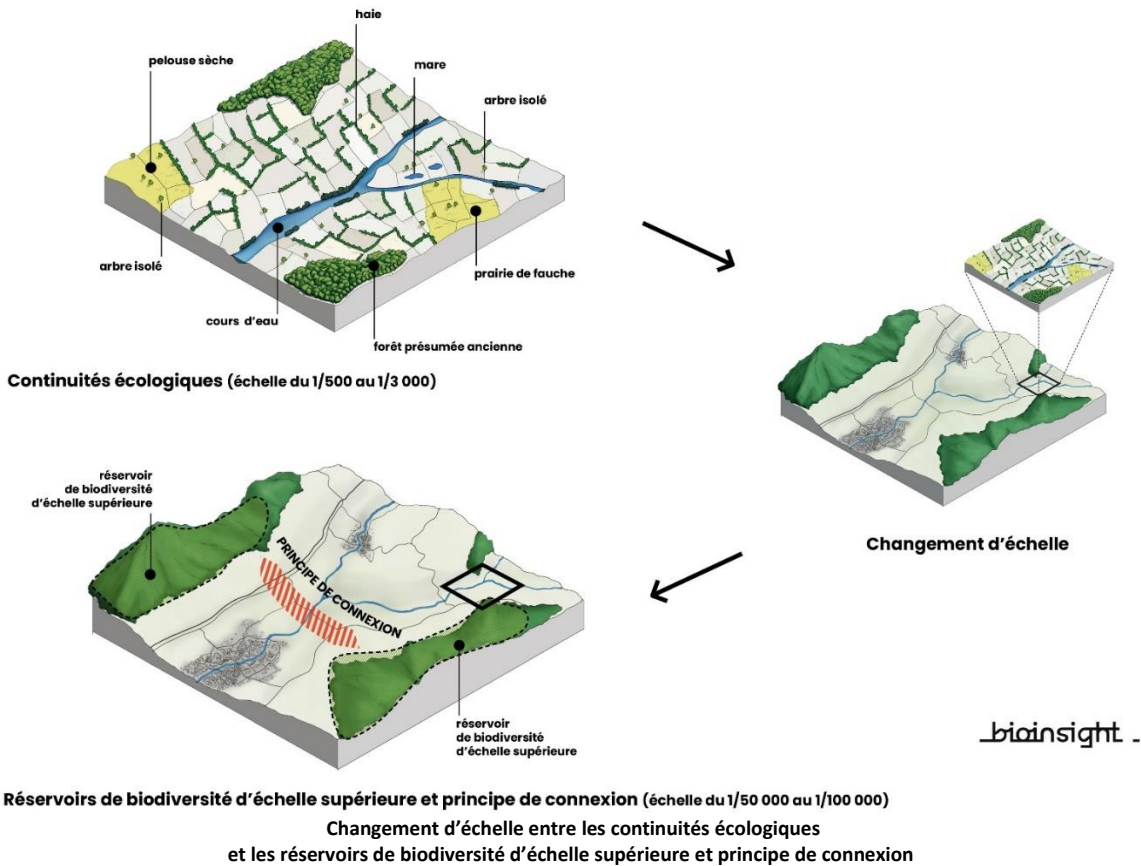 haie
pelouse sèche
mare
arbre isolé
arbre isolé
prairie de fauche
cours d'eau
forêt présumée ancienne
Continuités écologiques (échelle du 1/500 au 1/3 000)
Changement d'échelle
réservoir
de biodiversité
d'échelle supérieure
PRINCIPE DE CONNEXION
réservoir
de biodiversité
d'échelle supérieure
bioinsight
Réservoirs de biodiversité d'échelle supérieure et principe de connexion (échelle du 1/50 000 au 1/100 000)
Changement d'échelle entre les continuités écologiques
et les réservoirs de biodiversité d'échelle supérieure et principe de connexion